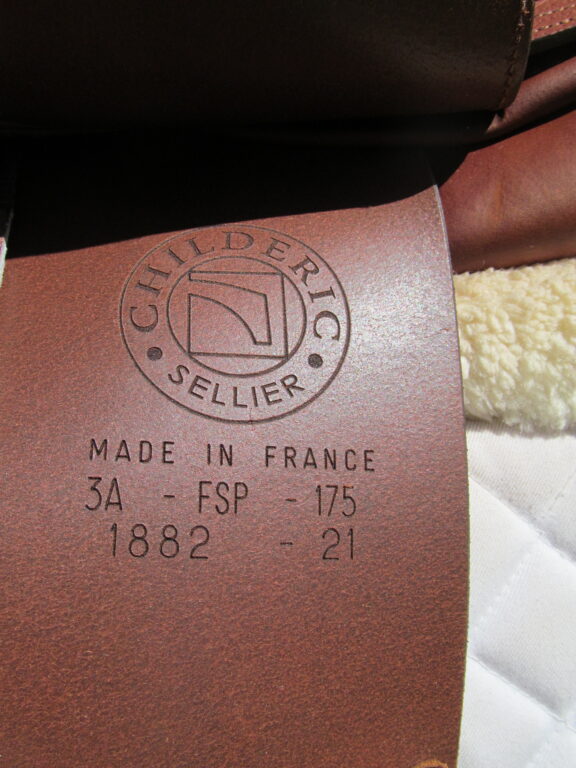 CHILDERIC
SELLIER
MADE IN FRANCE
3A - FSP - 175
1882 - 21